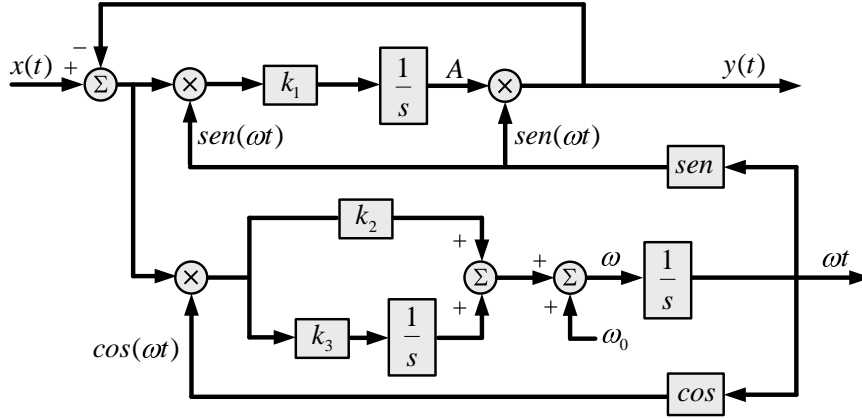 −
x(t) + Σ × k₁ 1/s A × y(t)
sen(ωt) sen(ωt)
sen
k₂
+
× Σ + Σ ω 1/s ωt
+ +
k₃ 1/s
cos(ωt) ω₀
cos